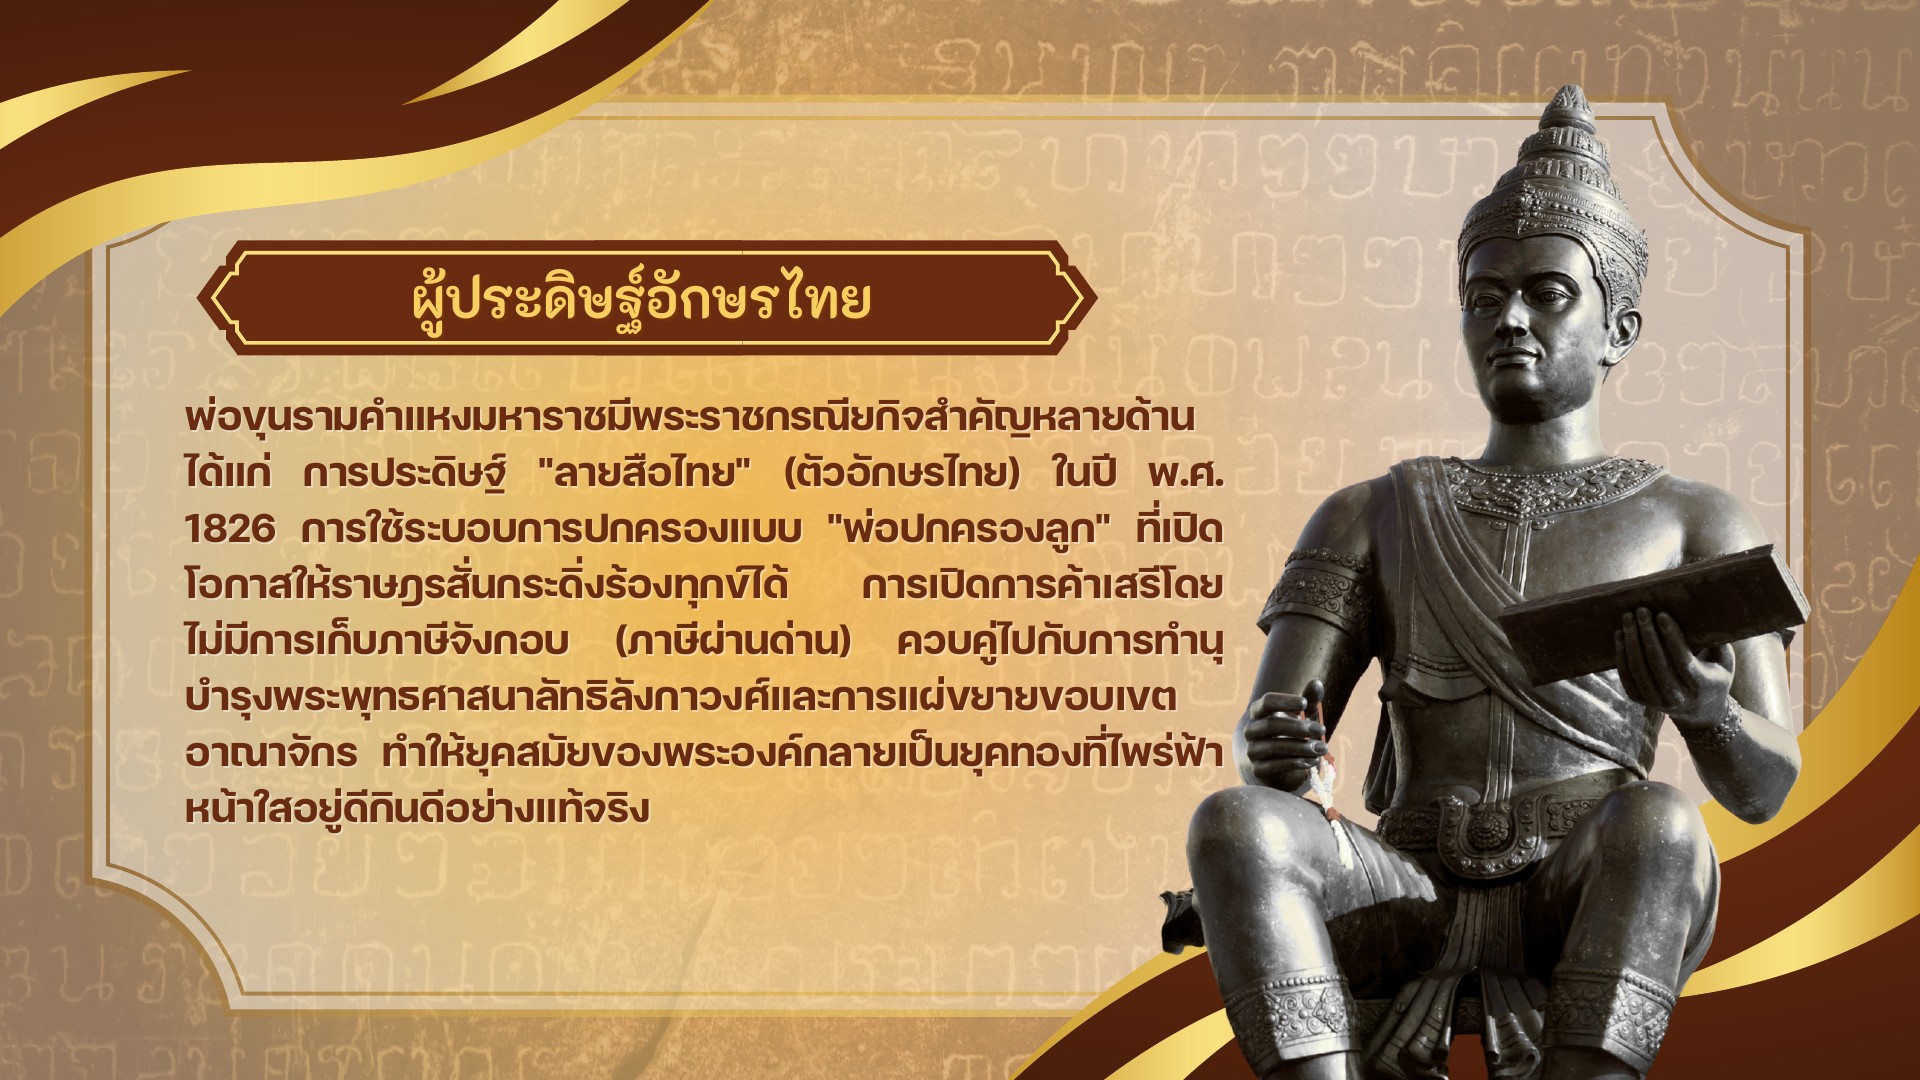 ผู้ประดิษฐ์อักษรไทย
พ่อขุนรามคำแหงมหาราชมีพระราชกรณียกิจสำคัญหลายด้าน
ได้แก่ การประดิษฐ์ "ลายสือไทย" (ตัวอักษรไทย) ในปี พ.ศ.
1826 การใช้ระบอบการปกครองแบบ "พ่อปกครองลูก" ที่เปิด
โอกาสให้ราษฎรสั่นกระดิ่งร้องทุกข์ได้ การเปิดการค้าเสรีโดย
ไม่มีการเก็บภาษีจังกอบ (ภาษีผ่านด่าน) ควบคู่ไปกับการทำนุ
บำรุงพระพุทธศาสนาลัทธิลังกาวงศ์และการแผ่ขยายขอบเขต
อาณาจักร ทำให้ยุคสมัยของพระองค์กลายเป็นยุคทองที่ไพร่ฟ้า
หน้าใสอยู่ดีกินดีอย่างแท้จริง